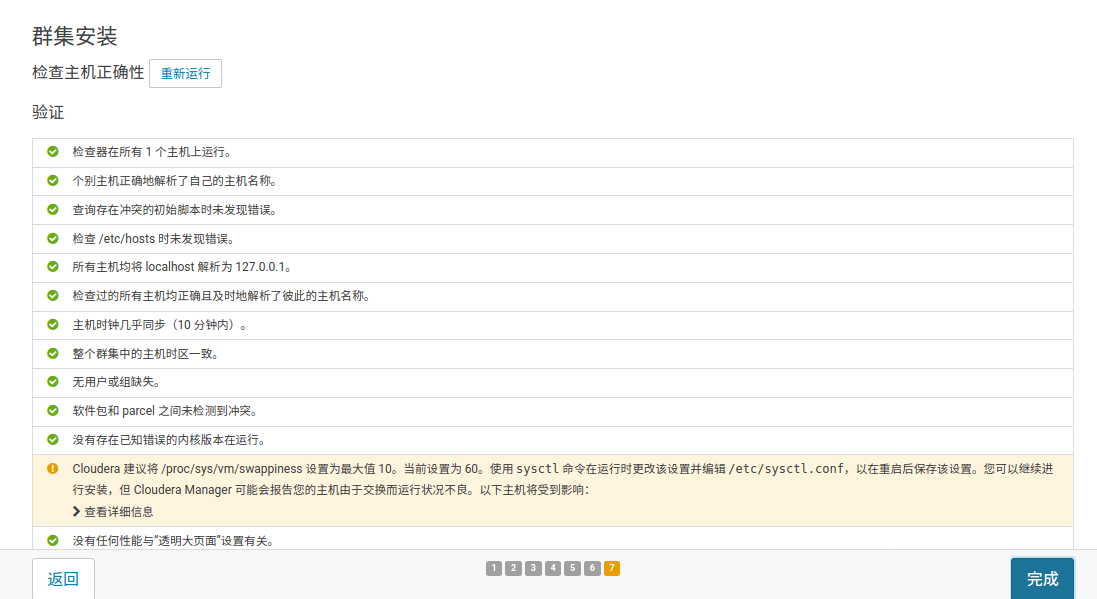 群集安装
检查主机正确性 重新运行
验证
检查器在所有 1 个主机上运行。
个别主机正确地解析了自己的主机名称。
查询存在冲突的初始脚本时未发现错误。
检查 /etc/hosts 时未发现错误。
所有主机均将 localhost 解析为 127.0.0.1。
检查过的所有主机均正确且及时地解析了彼此的主机名称。
主机时钟几乎同步（10 分钟内）。
整个群集中的主机时区一致。
无用户或组缺失。
软件包和 parcel 之间未检测到冲突。
没有存在已知错误的内核版本在运行。
Cloudera 建议将 /proc/sys/vm/swappiness 设置为最大值 10。当前设置为 60。使用 sysctl 命令在运行时更改该设置并编辑 /etc/sysctl.conf，以在重启后保存该设置。您可以继续进
行安装，但 Cloudera Manager 可能会报告您的主机由于交换而运行状况不良。以下主机将受到影响：
查看详细信息
没有任何性能与“透明大页面”设置有关。
返回 1 2 3 4 5 6 7 完成